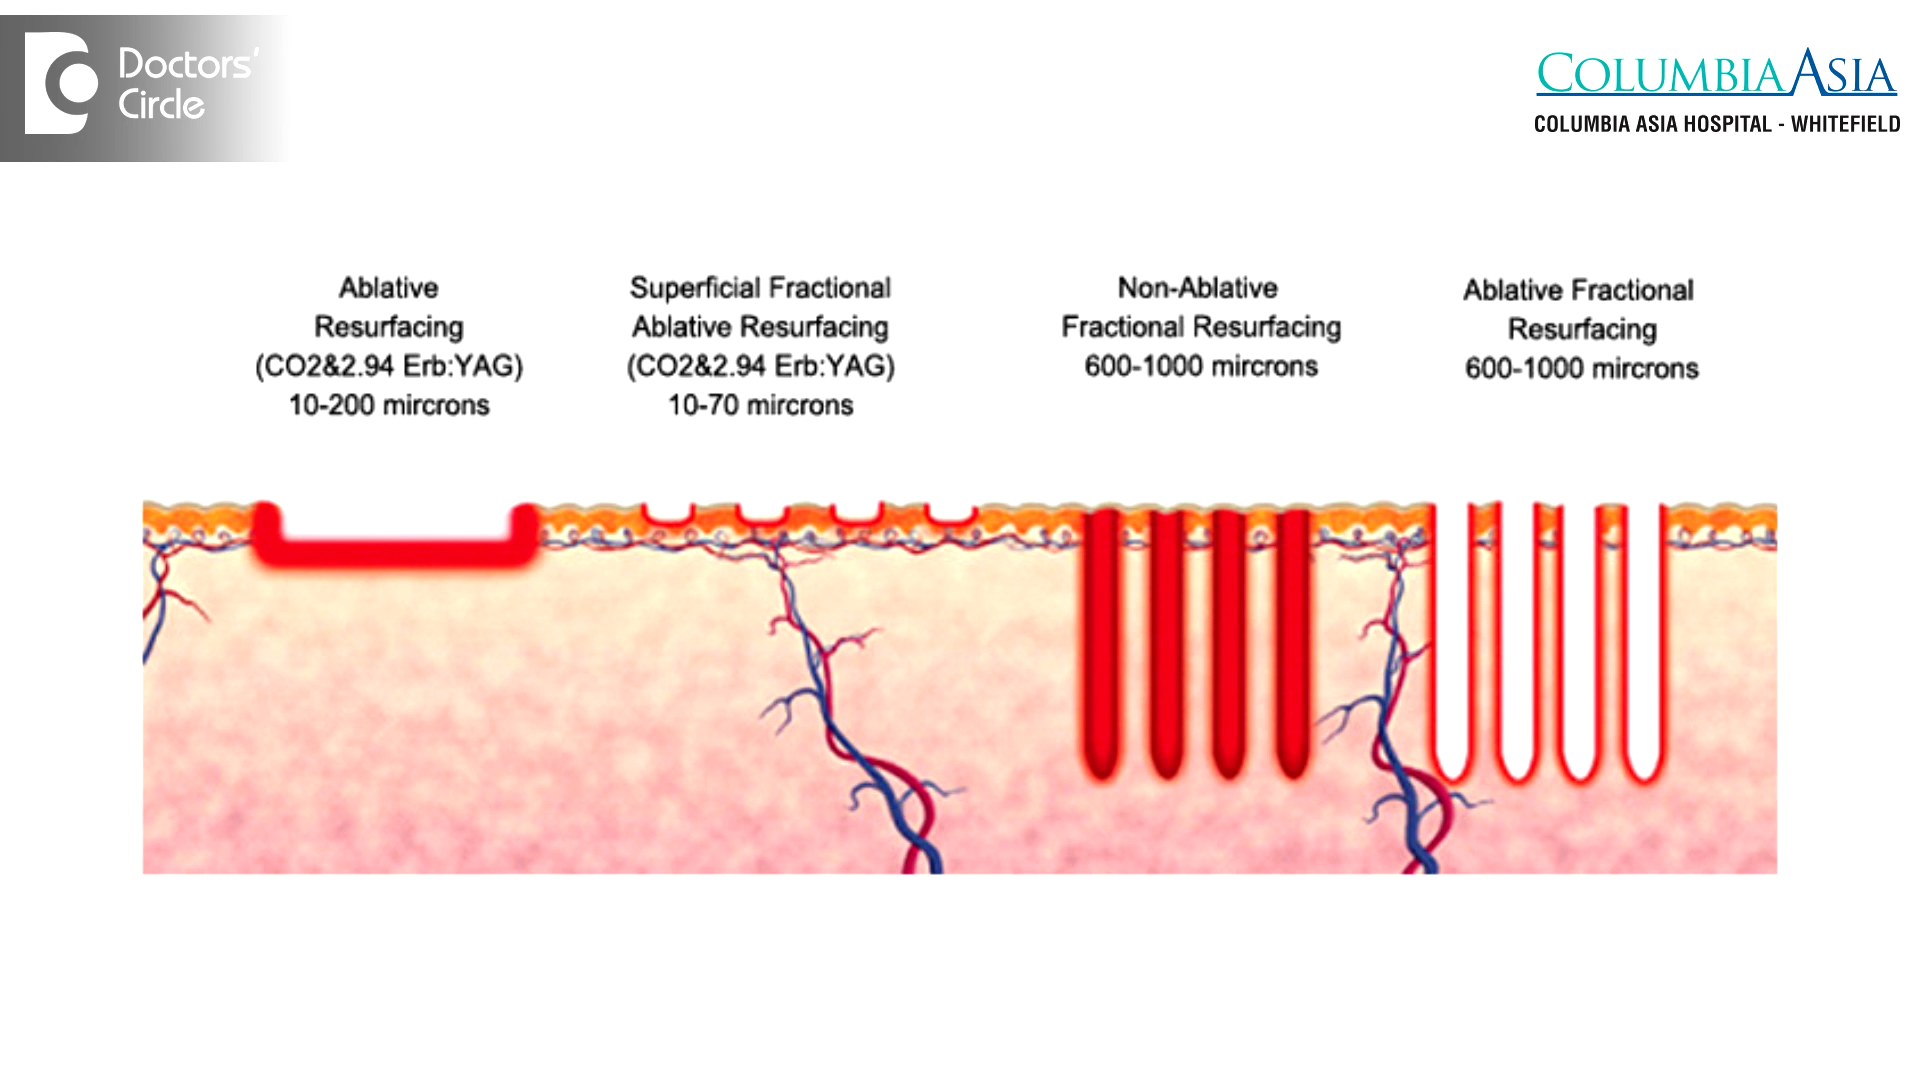 Doctors'
Circle
COLUMBIA ASIA
COLUMBIA ASIA HOSPITAL - WHITEFIELD
Ablative
Resurfacing
(CO2&2.94 Erb:YAG)
10-200 mircrons
Superficial Fractional
Ablative Resurfacing
(CO2&2.94 Erb:YAG)
10-70 mircrons
Non-Ablative
Fractional Resurfacing
600-1000 mircrons
Ablative Fractional
Resurfacing
600-1000 mircrons